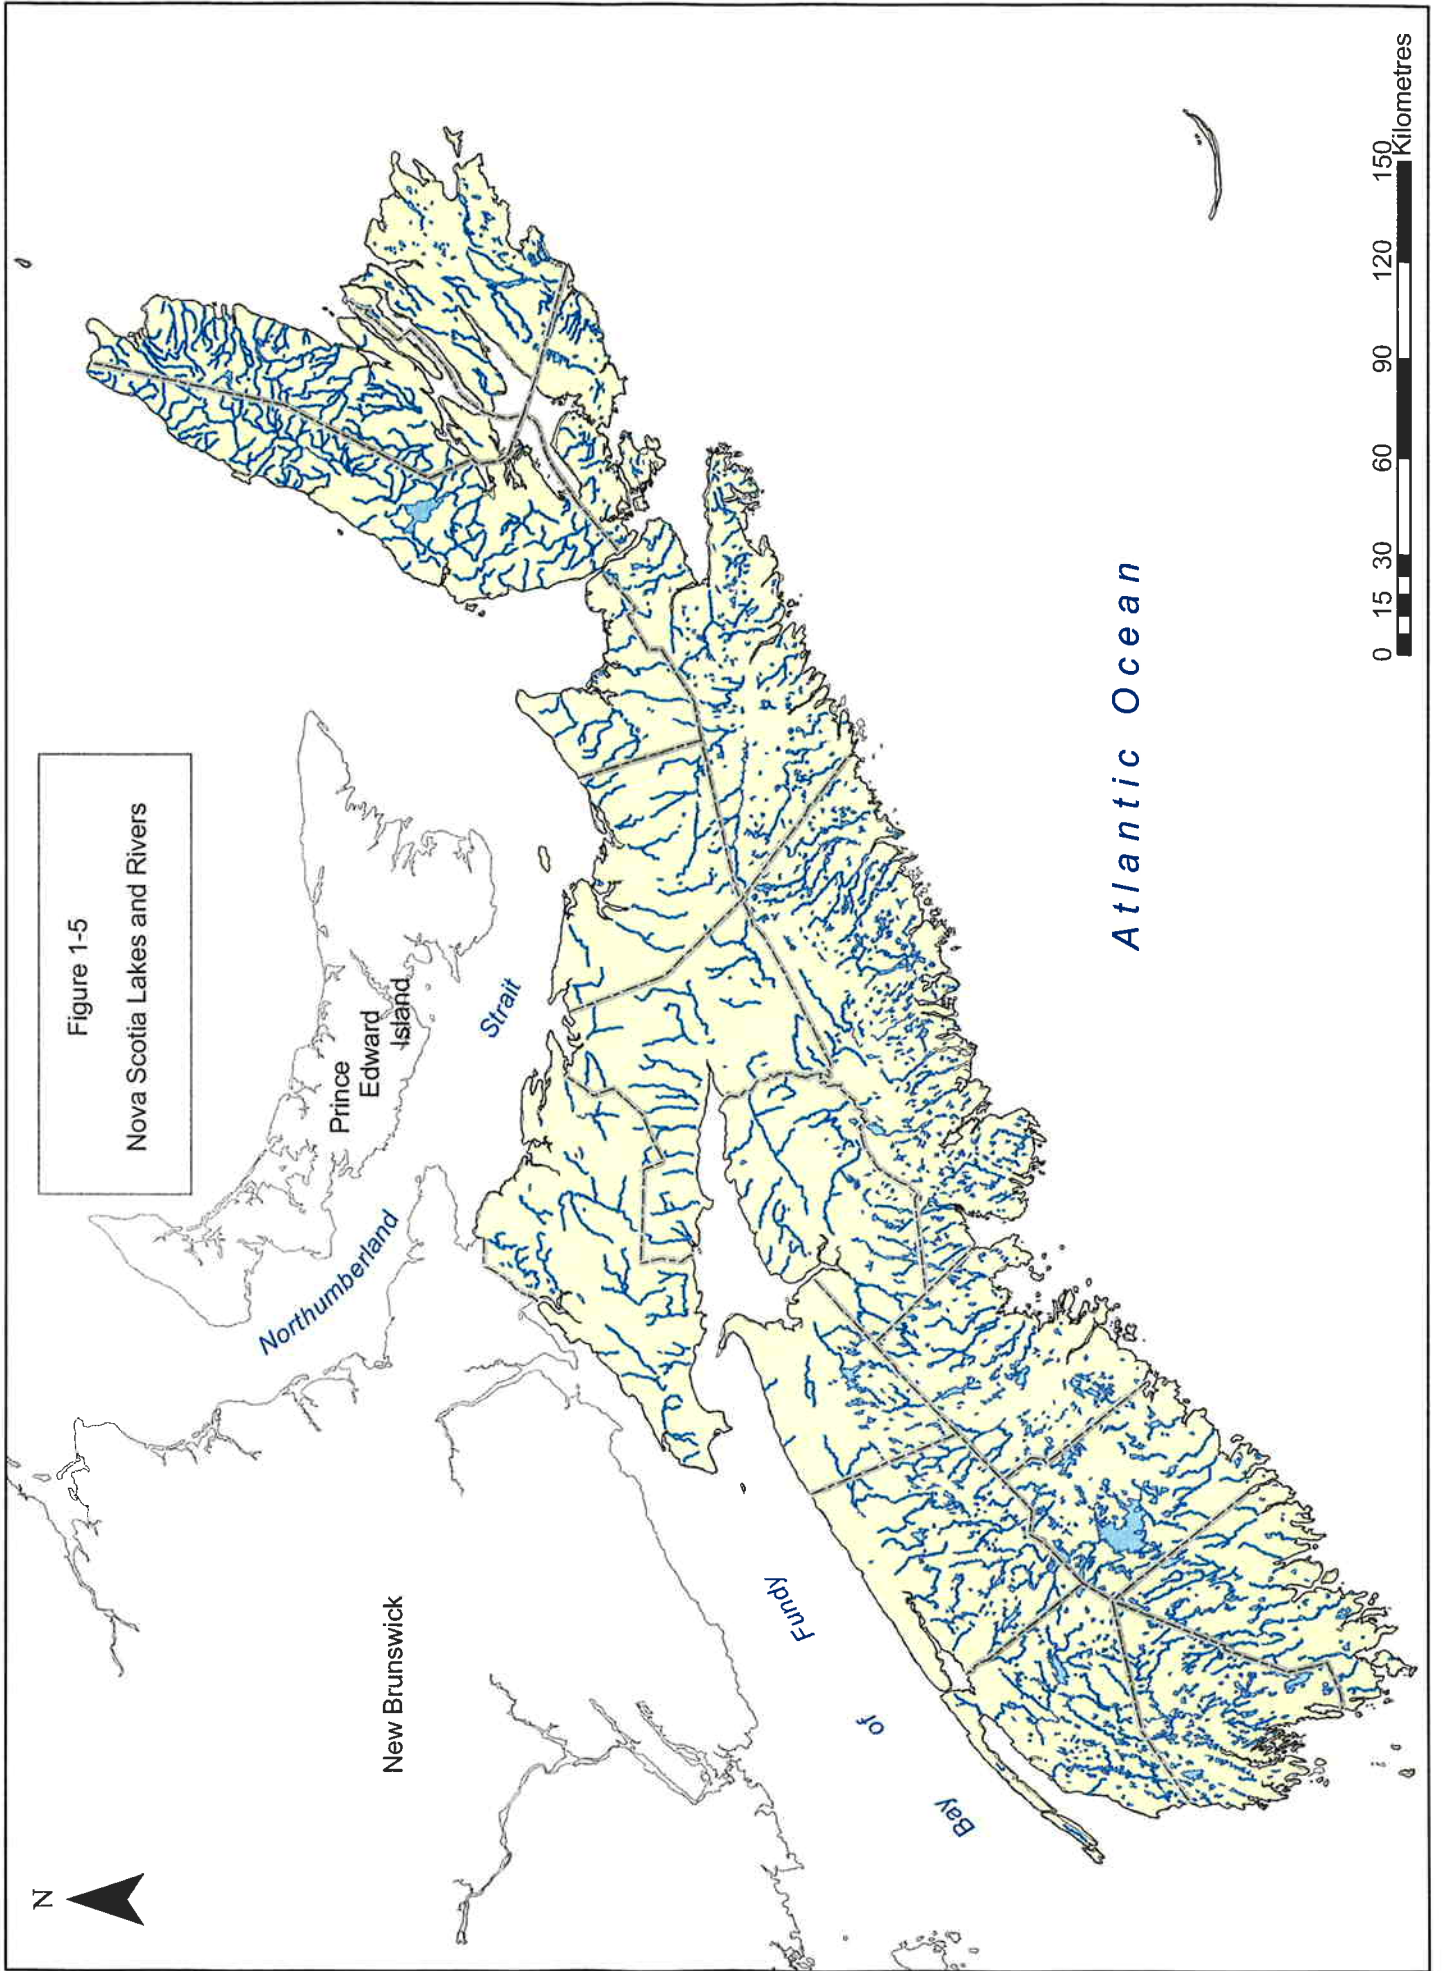 Figure 1-5
Nova Scotia Lakes and Rivers
N
New Brunswick
Prince
Edward
Island
Northumberland
Strait
Bay
of
Fundy
Atlantic Ocean
0 15 30 60 90 120 150
Kilometres